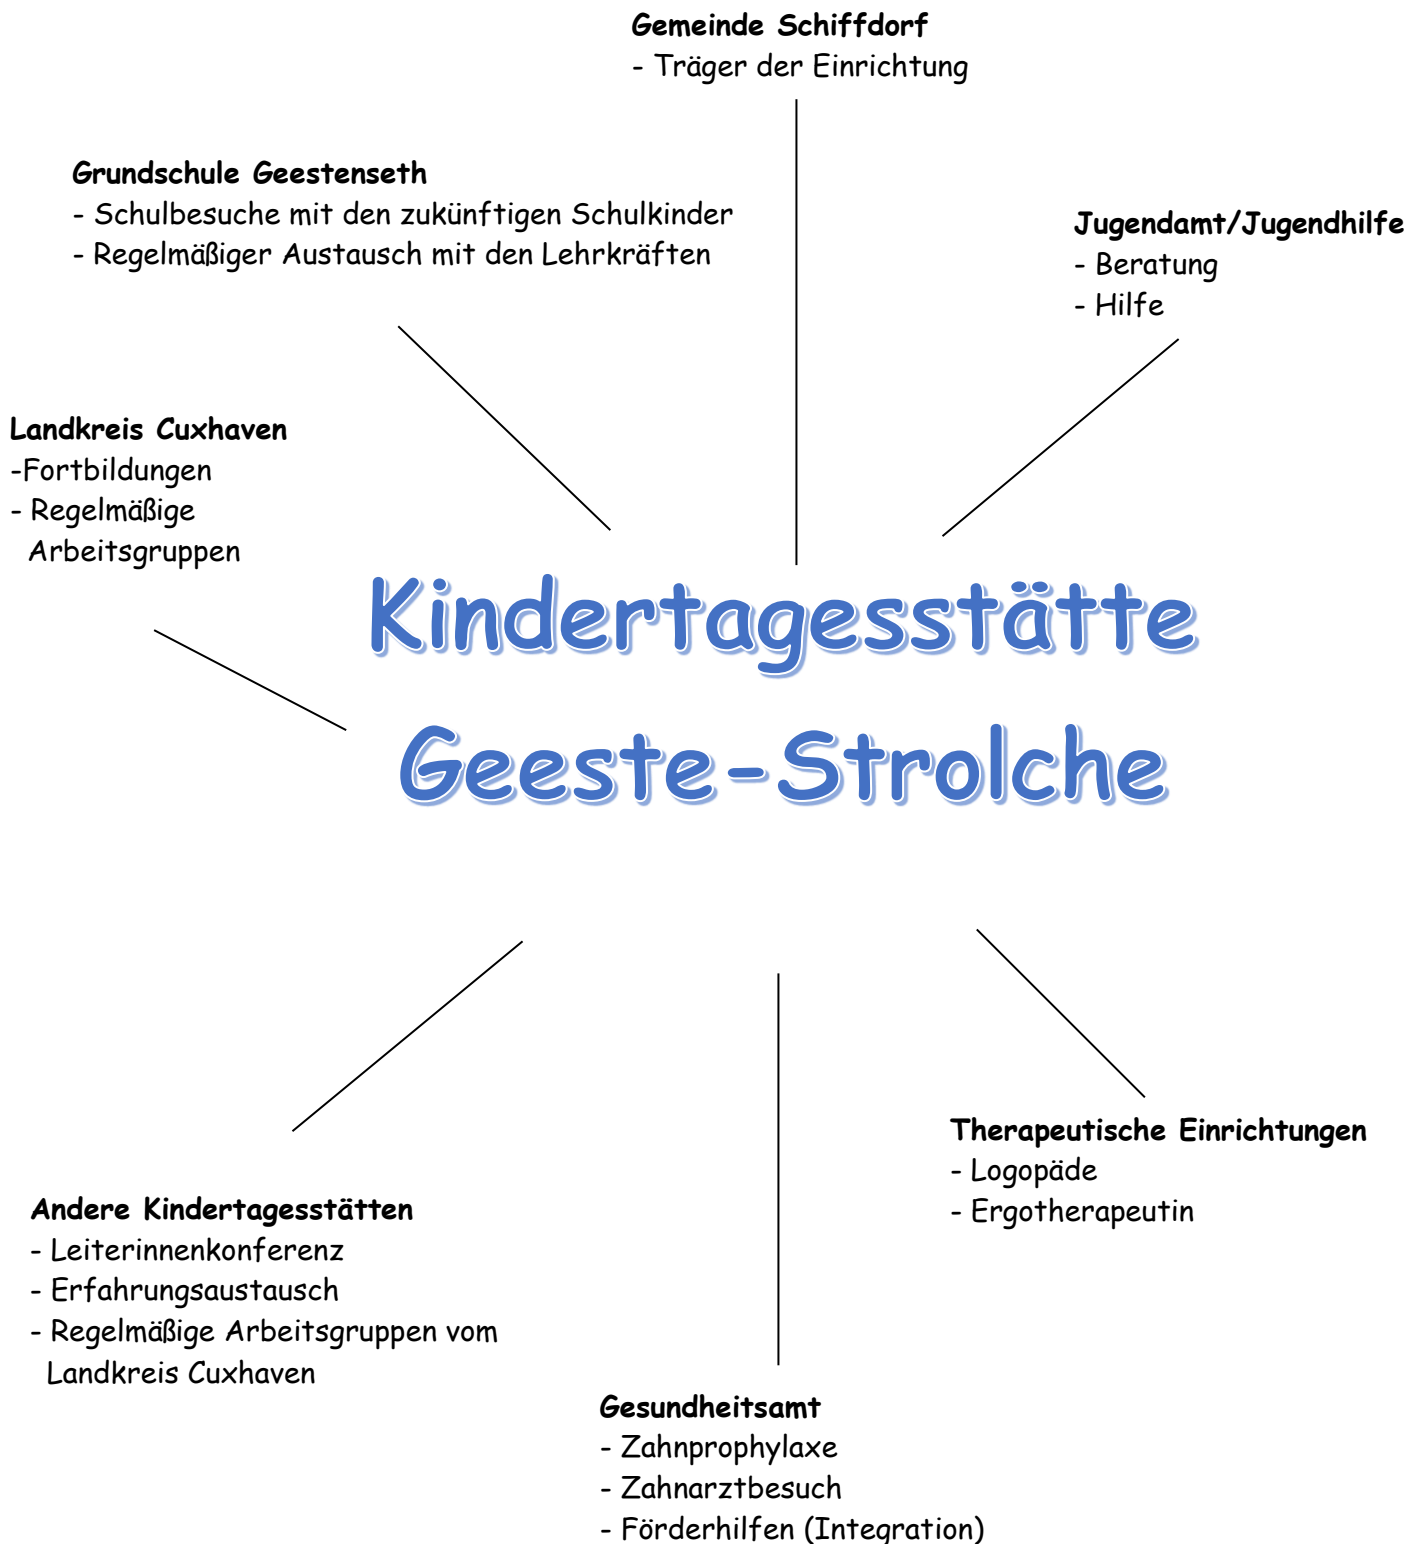 Gemeinde Schiffdorf
- Träger der Einrichtung
Grundschule Geestenseth
- Schulbesuche mit den zukünftigen Schulkinder
- Regelmäßiger Austausch mit den Lehrkräften
Jugendamt/Jugendhilfe
- Beratung
- Hilfe
Landkreis Cuxhaven
-Fortbildungen
- Regelmäßige
Arbeitsgruppen
Kindertagesstätte
Geeste-Strolche
Therapeutische Einrichtungen
- Logopäde
- Ergotherapeutin
Andere Kindertagesstätten
- Leiterinnenkonferenz
- Erfahrungsaustausch
- Regelmäßige Arbeitsgruppen vom
Landkreis Cuxhaven
Gesundheitsamt
- Zahnprophylaxe
- Zahnarztbesuch
- Förderhilfen (Integration)